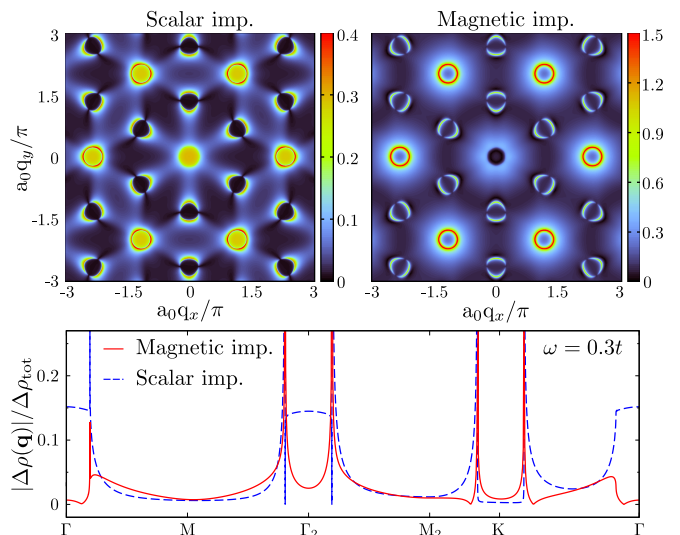 Scalar imp.
Magnetic imp.
3
1.5
0
-1.5
-3
a₀q_y/π
-3 -1.5 0 1.5 3
a₀qₓ/π
0.4
0.3
0.2
0.1
0
-3 -1.5 0 1.5 3
a₀qₓ/π
1.5
1.2
0.9
0.6
0.3
0
|Δρ(q)|/Δρ_tot
0.2
0.1
0
Magnetic imp.
Scalar imp.
ω = 0.3t
Γ M Γ₂ M₂ K Γ